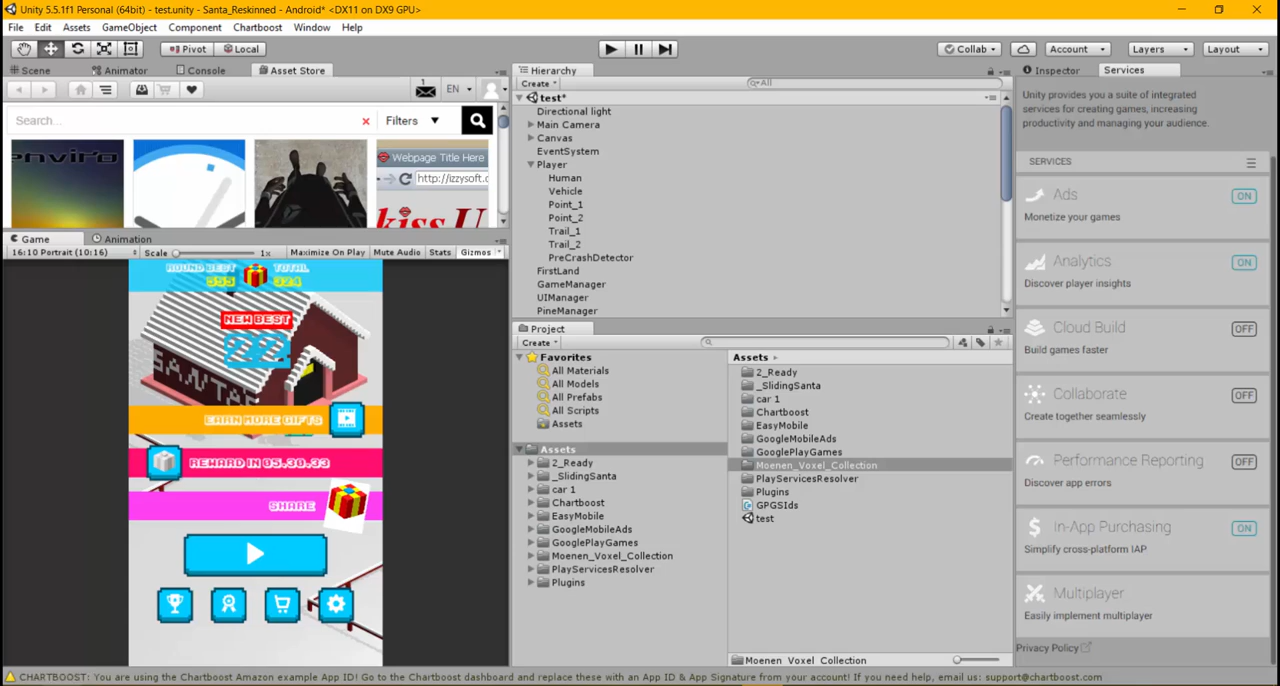 Unity 5.5.1f1 Personal (64bit) - test.unity - Santa_Reskinned - Android* <DX11 on DX9 GPU>
File Edit Assets GameObject Component Chartboost Window Help
Pivot Local Collab Account Layers Layout
Scene Animator Console Asset Store
1 EN
Search... Filters
enviro
Webpage Title Here
http://izzysoft.c
kiss U
Game Animation
16:10 Portrait (10:16) Scale 1x Maximize On Play Mute Audio Stats Gizmos
ROUND BEST TOTAL
555 324
NEW BEST
22
SANTA
EARN MORE GIFTS
REWARD IN 05.30.33
SHARE
Hierarchy
Create All
test*
Directional light
Main Camera
Canvas
EventSystem
Player
Human
Vehicle
Point_1
Point_2
Trail_1
Trail_2
PreCrashDetector
FirstLand
GameManager
UIManager
PineManager
Project
Create
Favorites
All Materials
All Models
All Prefabs
All Scripts
Assets
Assets
2_Ready
_SlidingSanta
car 1
Chartboost
EasyMobile
GoogleMobileAds
GooglePlayGames
Moenen_Voxel_Collection
PlayServicesResolver
Plugins
Assets
2_Ready
_SlidingSanta
car 1
Chartboost
EasyMobile
GoogleMobileAds
GooglePlayGames
Moenen_Voxel_Collection
PlayServicesResolver
Plugins
GPGSIds
test
Moenen_Voxel_Collection
Inspector Services
Unity provides you a suite of integrated
services for creating games, increasing
productivity and managing your audience.
SERVICES
Ads ON
Monetize your games
Analytics ON
Discover player insights
Cloud Build OFF
Build games faster
Collaborate OFF
Create together seamlessly
Performance Reporting OFF
Discover app errors
In-App Purchasing ON
Simplify cross-platform IAP
Multiplayer
Easily implement multiplayer
Privacy Policy
CHARTBOOST: You are using the Chartboost Amazon example App ID! Go to the Chartboost dashboard and replace these with an App ID & App Signature from your account! If you need help, email us: support@chartboost.com